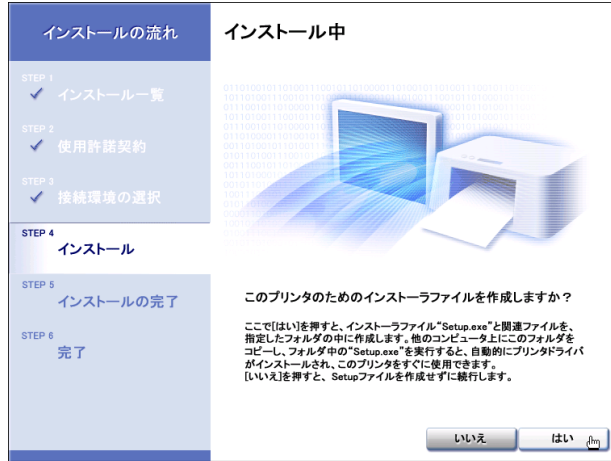 インストールの流れ
インストール中
STEP 1
インストール一覧
STEP 2
使用許諾契約
STEP 3
接続環境の選択
STEP 4
インストール
STEP 5
インストールの完了
STEP 6
完了
このプリンタのためのインストーラファイルを作成しますか？
ここで[はい]を押すと、インストーラファイル“Setup.exe”と関連ファイルを、
指定したフォルダの中に作成します。他のコンピュータ上にこのフォルダを
コピーし、フォルダ中の“Setup.exe”を実行すると、自動的にプリンタドライバ
がインストールされ、このプリンタをすぐに使用できます。
[いいえ]を押すと、Setupファイルを作成せずに続行します。
いいえ
はい